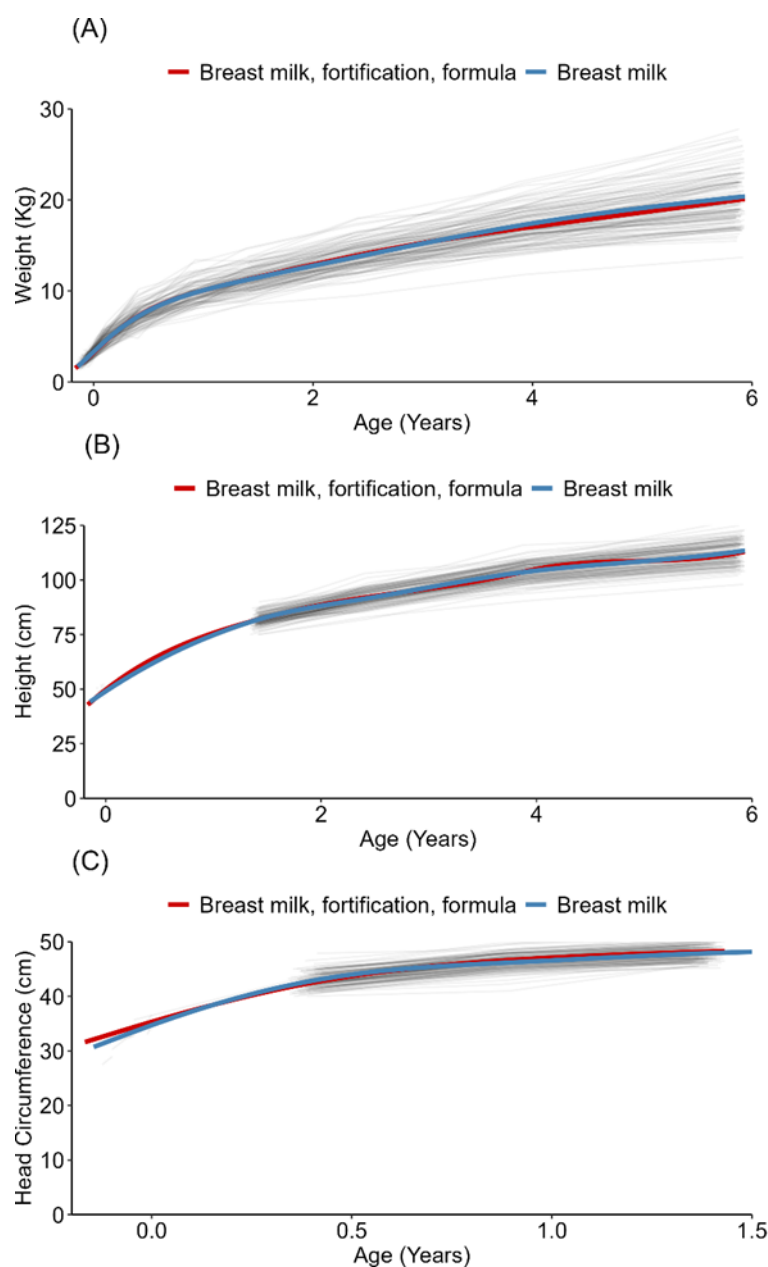 (A)
Breast milk, fortification, formula Breast milk
30
20
10
0
Weight (Kg)
0 2 4 6
Age (Years)
(B)
Breast milk, fortification, formula Breast milk
125
100
75
50
25
0
Height (cm)
0 2 4 6
Age (Years)
(C)
Breast milk, fortification, formula Breast milk
50
40
30
20
10
0
Head Circumference (cm)
0.0 0.5 1.0 1.5
Age (Years)